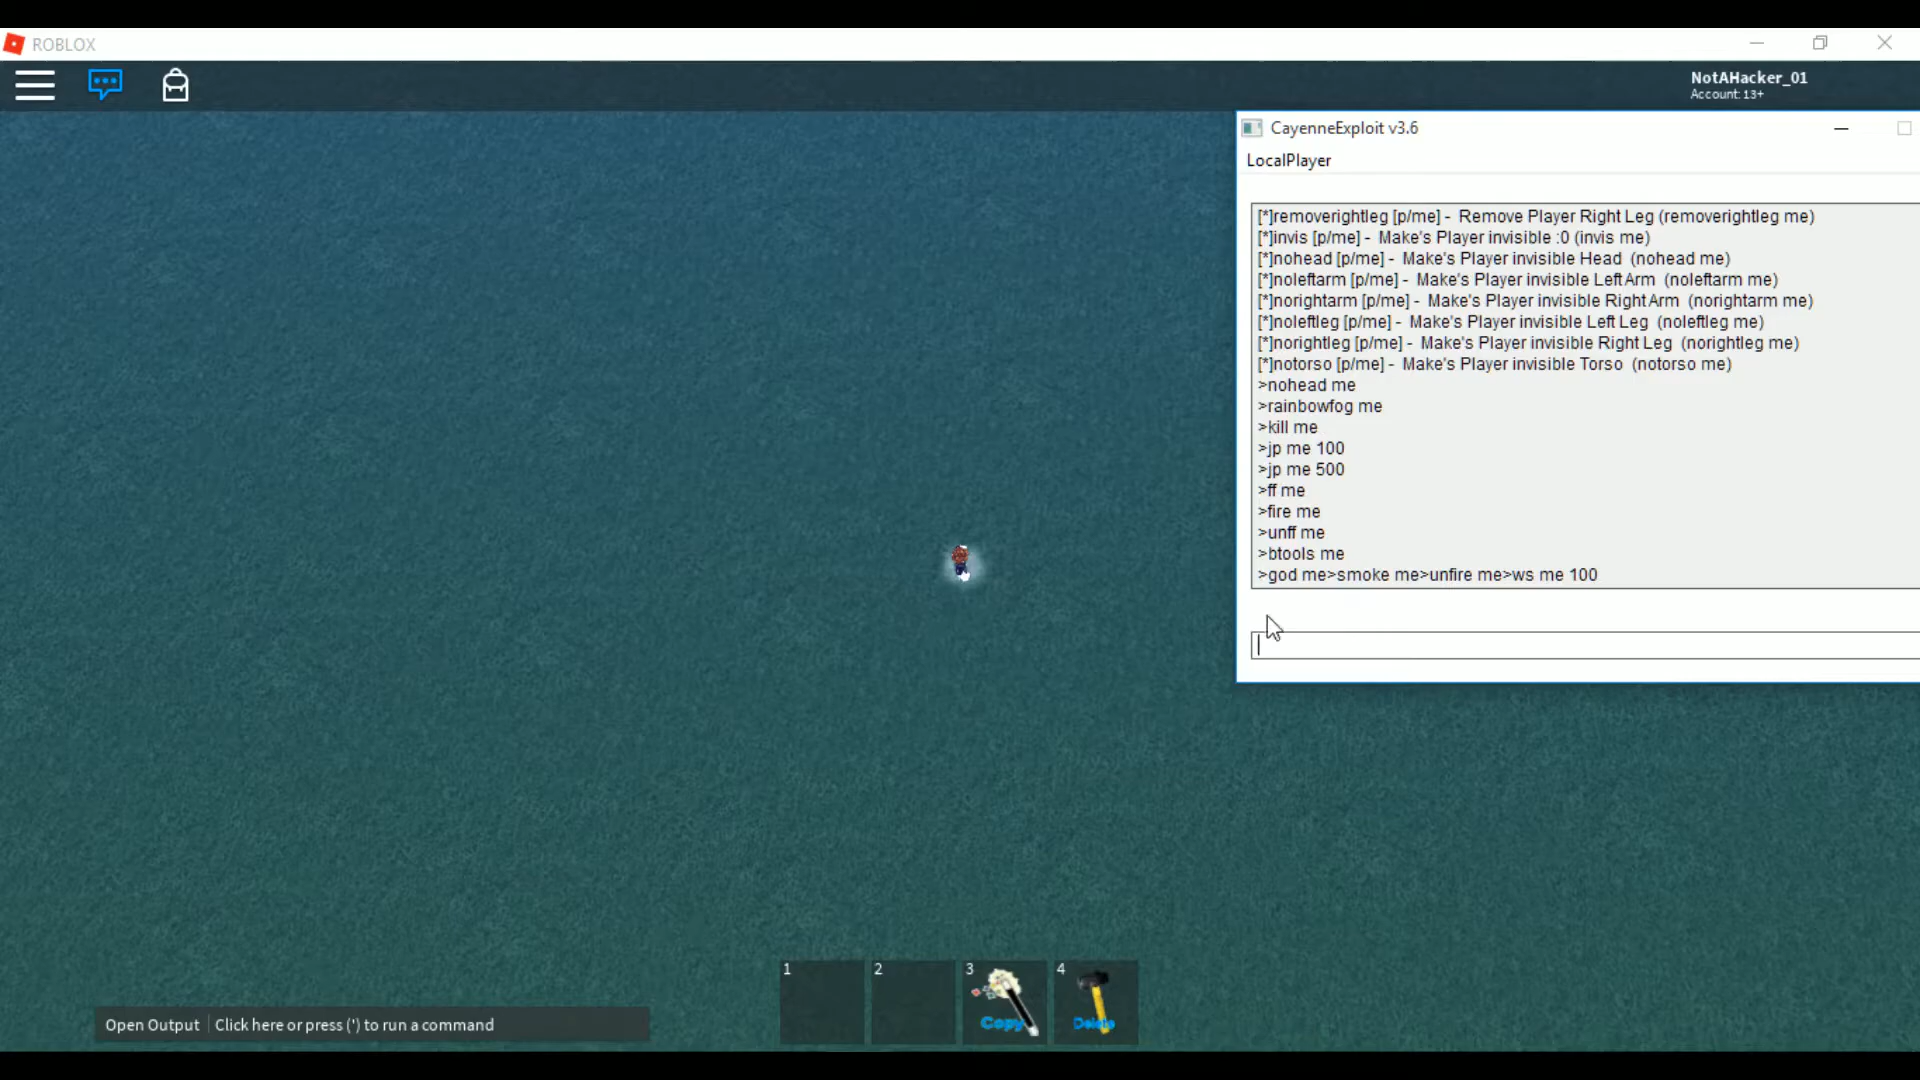 ROBLOX
NotAHacker_01
Account: 13+
CayenneExploit v3.6
LocalPlayer
[*]removerightleg [p/me] - Remove Player Right Leg (removerightleg me)
[*]invis [p/me] - Make's Player invisible :0 (invis me)
[*]nohead [p/me] - Make's Player invisible Head (nohead me)
[*]noleftarm [p/me] - Make's Player invisible Left Arm (noleftarm me)
[*]norightarm [p/me] - Make's Player invisible Right Arm (norightarm me)
[*]noleftleg [p/me] - Make's Player invisible Left Leg (noleftleg me)
[*]norightleg [p/me] - Make's Player invisible Right Leg (norightleg me)
[*]notorso [p/me] - Make's Player invisible Torso (notorso me)
>nohead me
>rainbowfog me
>kill me
>jp me 100
>jp me 500
>ff me
>fire me
>unff me
>btools me
>god me>smoke me>unfire me>ws me 100
1 2 3 4
Copy Delete
Open Output Click here or press (') to run a command